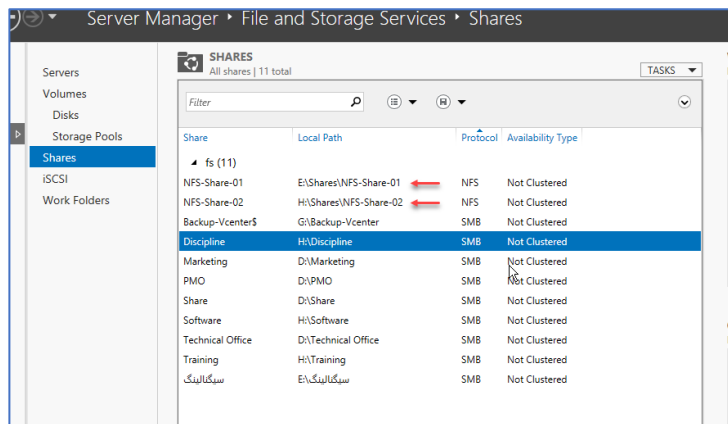 Server Manager ‣ File and Storage Services ‣ Shares
Servers
Volumes
Disks
Storage Pools
Shares
iSCSI
Work Folders
SHARES
All shares | 11 total
TASKS
Filter
Share Local Path Protocol Availability Type
fs (11)
NFS-Share-01 E:\Shares\NFS-Share-01 NFS Not Clustered
NFS-Share-02 H:\Shares\NFS-Share-02 NFS Not Clustered
Backup-Vcenter$ G:\Backup-Vcenter SMB Not Clustered
Discipline H:\Discipline SMB Not Clustered
Marketing D:\Marketing SMB Not Clustered
PMO D:\PMO SMB Not Clustered
Share D:\Share SMB Not Clustered
Software H:\Software SMB Not Clustered
Technical Office D:\Technical Office SMB Not Clustered
Training H:\Training SMB Not Clustered
سیگنالینگ E:\سیگنالینگ SMB Not Clustered